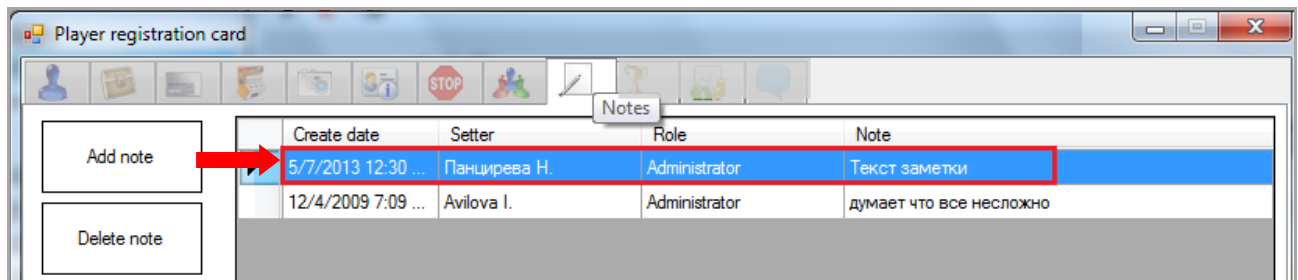 Player registration card
STOP
Notes
Create date Setter Role Note
Add note
5/7/2013 12:30 ... Панцирева Н. Administrator Текст заметки
12/4/2009 7:09 ... Avilova I. Administrator думает что все несложно
Delete note